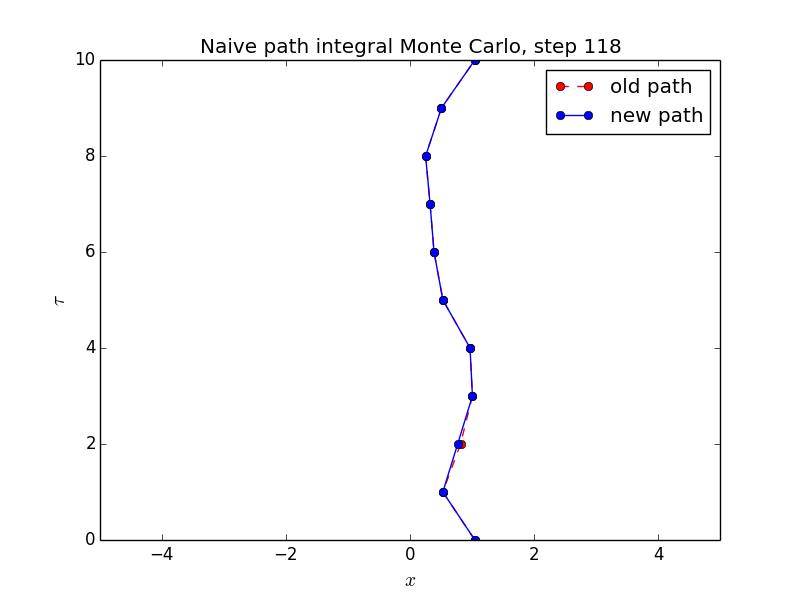 Naive path integral Monte Carlo, step 118
old path
new path
10
8
6
4
2
0
τ
−4 −2 0 2 4
x